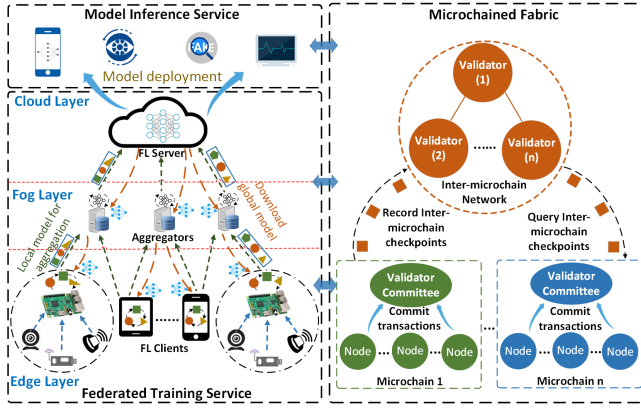 Model Inference Service
FAKE
Model deployment
Cloud Layer
FL Server
Fog Layer
Download
global model
Local model for
aggregation
Aggregators
FL Clients
Edge Layer
Federated Training Service
Microchained Fabric
Validator
(1)
Validator
(2)
......
Validator
(n)
Inter-microchain
Network
Record Inter-
microchain
checkpoints
Query Inter-
microchain
checkpoints
Validator
Committee
Commit
transactions
Node
Node
Node
Microchain 1
Validator
Committee
Commit
transactions
Node
Node
Node
Microchain n